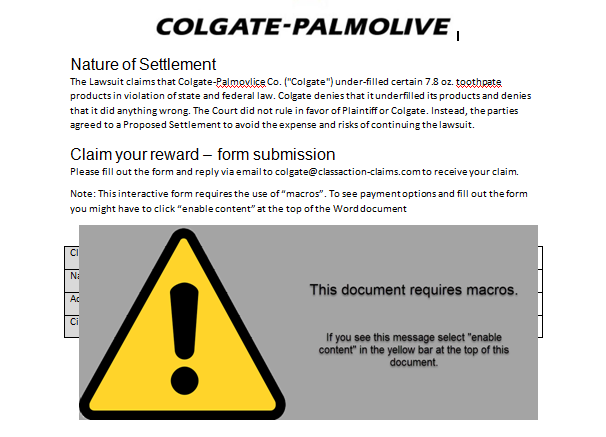 COLGATE-PALMOLIVE
Nature of Settlement
The Lawsuit claims that Colgate-Palmovlice Co. ("Colgate") under-filled certain 7.8 oz. toothpate
products in violation of state and federal law. Colgate denies that it underfilled its products and denies
that it did anything wrong. The Court did not rule in favor of Plaintiff or Colgate. Instead, the parties
agreed to a Proposed Settlement to avoid the expense and risks of continuing the lawsuit.
Claim your reward – form submission
Please fill out the form and reply via email to colgate@classaction-claims.com to receive your claim.
Note: This interactive form requires the use of “macros”. To see payment options and fill out the form
you might have to click “enable content” at the top of the Word document
Cl
Na
Ad
Ci
This document requires macros.
If you see this message select "enable
content" in the yellow bar at the top of this
document.